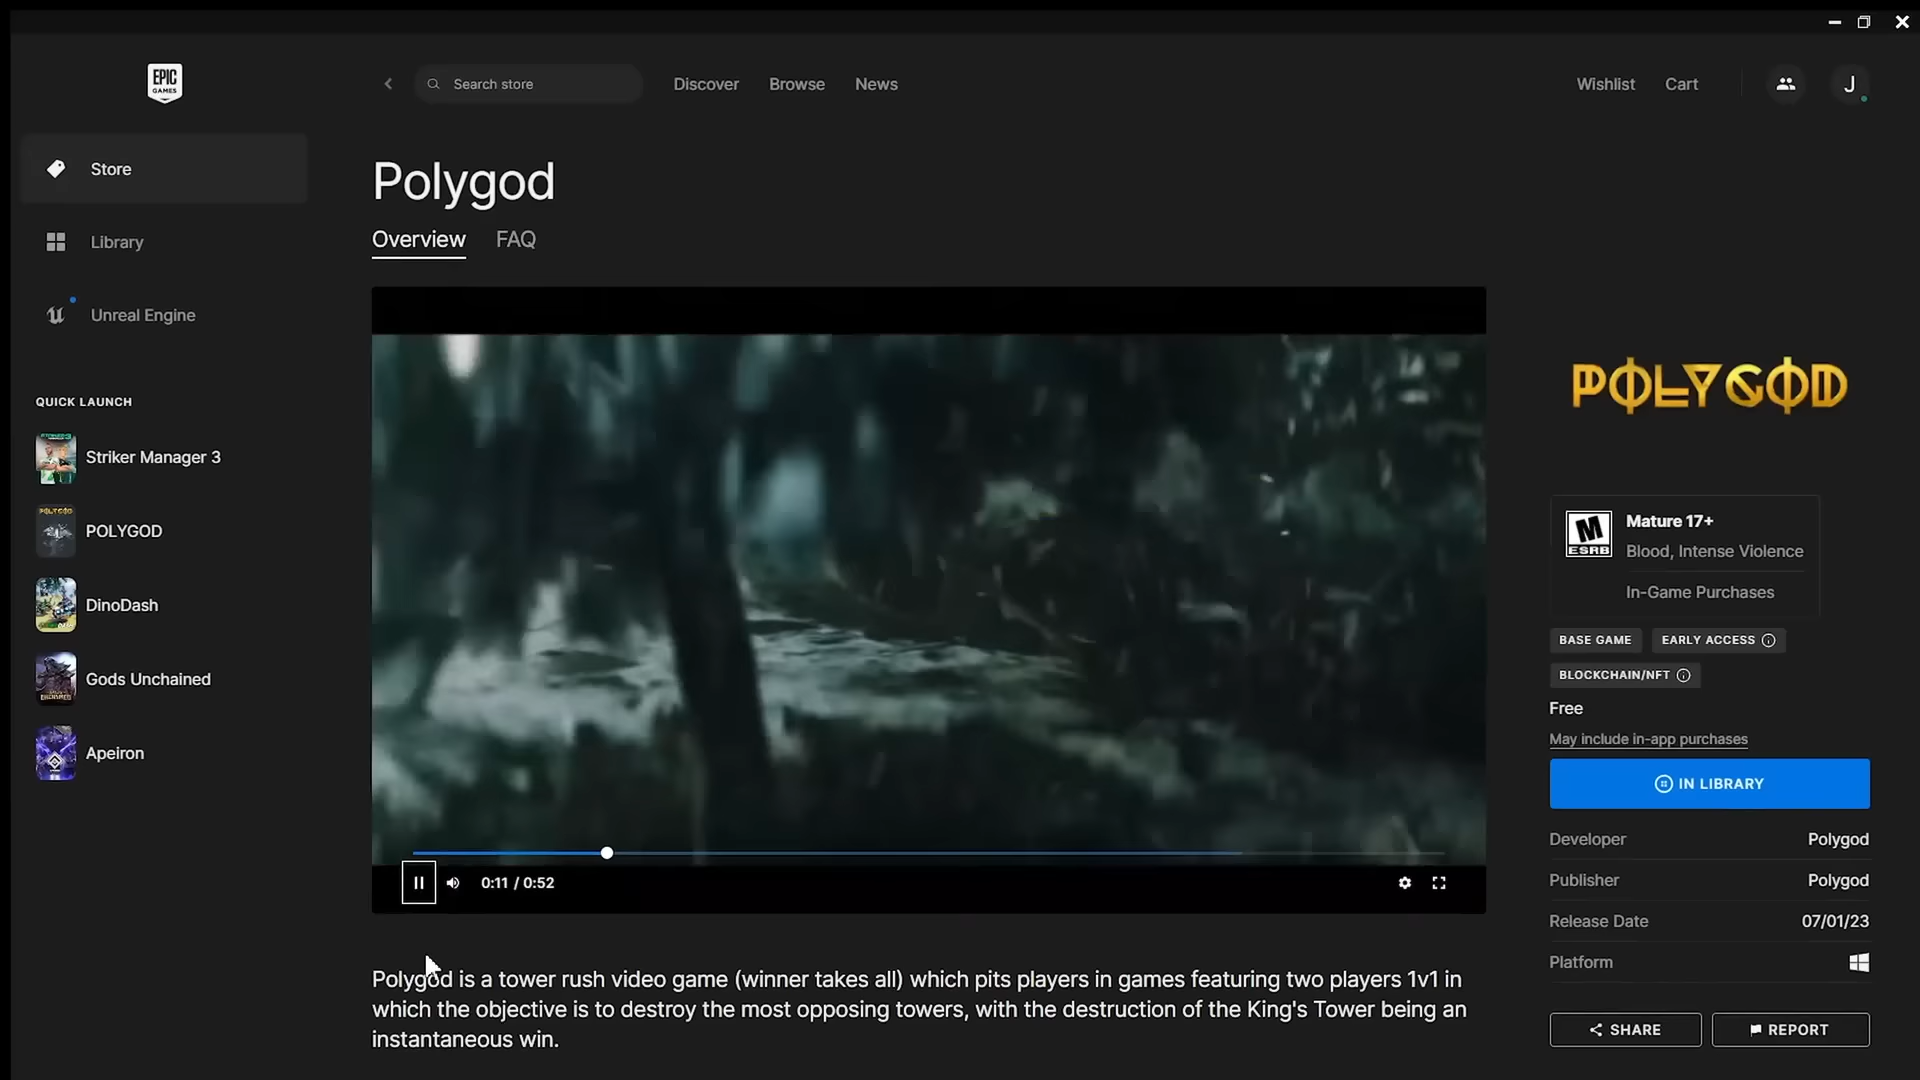 EPIC
GAMES
Search store
Discover
Browse
News
Wishlist
Cart
J
Store
Library
Unreal Engine
QUICK LAUNCH
Striker Manager 3
POLYGOD
POLYGOD
DinoDash
Gods Unchained
Apeiron
Polygod
Overview
FAQ
0:11 / 0:52
Polygod is a tower rush video game (winner takes all) which pits players in games featuring two players 1v1 in
which the objective is to destroy the most opposing towers, with the destruction of the King's Tower being an
instantaneous win.
POLYGOD
M
ESRB
Mature 17+
Blood, Intense Violence
In-Game Purchases
BASE GAME
EARLY ACCESS
BLOCKCHAIN/NFT
Free
May include in-app purchases
IN LIBRARY
Developer Polygod
Publisher Polygod
Release Date 07/01/23
Platform
SHARE
REPORT